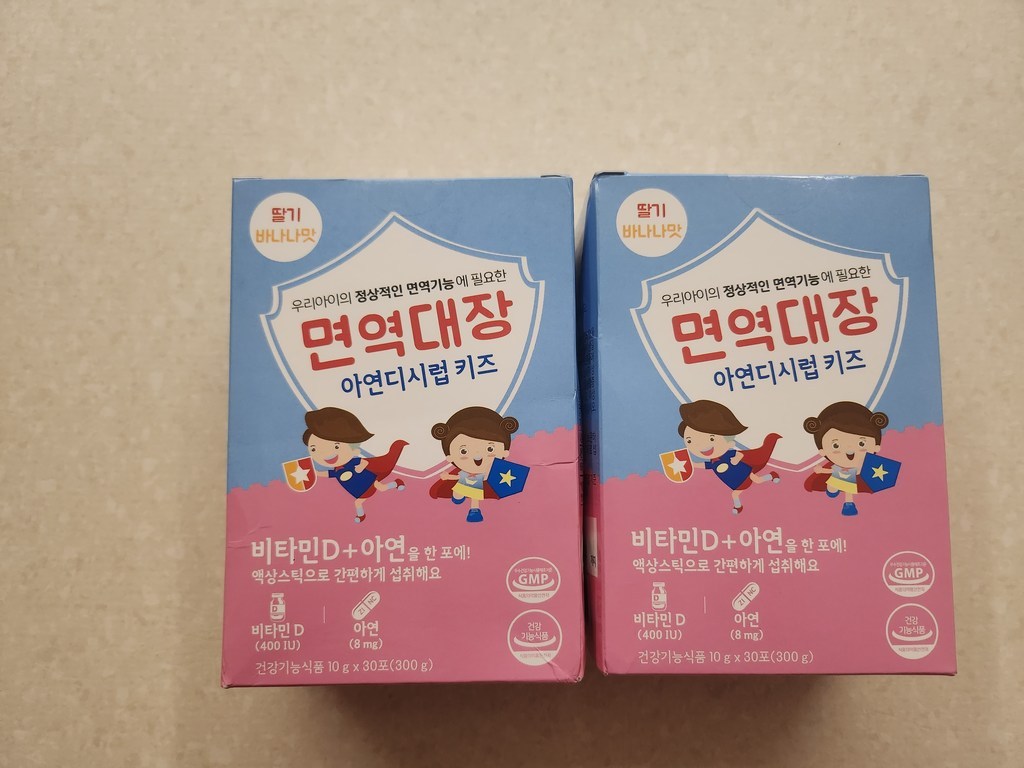 딸기
바나나맛
우리아이의 정상적인 면역기능에 필요한
면역대장
아연디시럽 키즈
비타민D+아연을 한 포에!
액상스틱으로 간편하게 섭취해요
D
비타민 D
(400 IU)
ZI NC
아연
(8 mg)
GMP
건강
기능식품
건강기능식품 10 g x 30포(300 g)
딸기
바나나맛
우리아이의 정상적인 면역기능에 필요한
면역대장
아연디시럽 키즈
비타민D+아연을 한 포에!
액상스틱으로 간편하게 섭취해요
D
비타민 D
(400 IU)
ZI NC
아연
(8 mg)
GMP
건강
기능식품
건강기능식품 10 g x 30포(300 g)